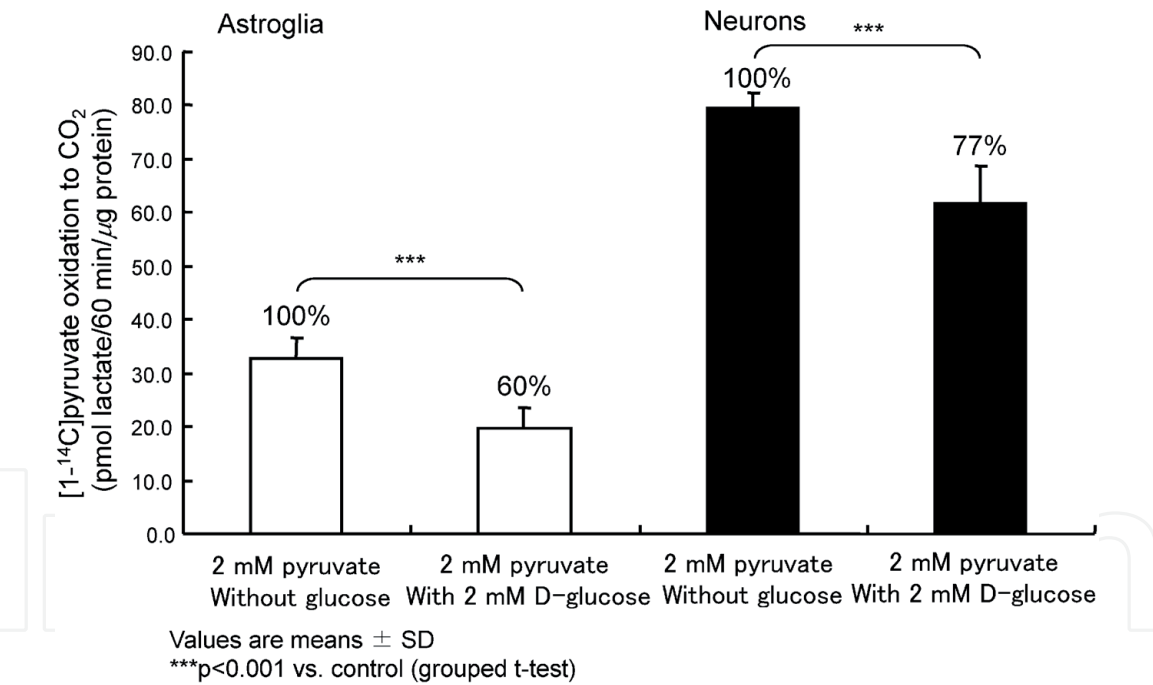 Astroglia
Neurons
[1-¹⁴C]pyruvate oxidation to CO₂
(pmol lactate/60 min/μg protein)
90.0
80.0
70.0
60.0
50.0
40.0
30.0
20.0
10.0
0.0
100%
60%
***
100%
77%
***
2 mM pyruvate
Without glucose
2 mM pyruvate
With 2 mM D-glucose
2 mM pyruvate
Without glucose
2 mM pyruvate
With 2 mM D-glucose
Values are means ± SD
***p<0.001 vs. control (grouped t-test)